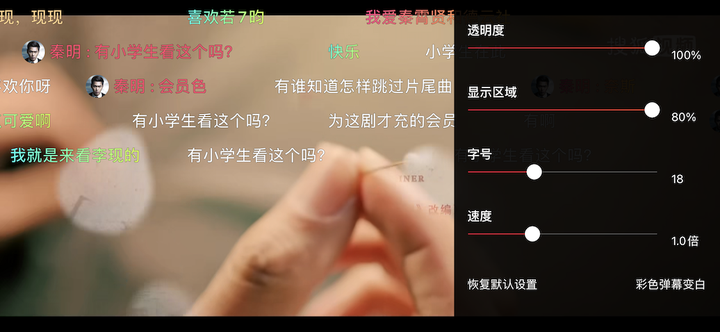 现，现现
喜欢若7昀
我爱秦霄贤
秦明：有小学生看这个吗？
快乐
小学
欢你呀
秦明：会员色
有谁知道怎样跳过片尾曲
可爱啊
有小学生看这个吗？
为这剧才充的会员
我就是来看李现的
有小学生看这个吗？
INER
改编
透明度
100%
显示区域
80%
字号
18
速度
1.0倍
恢复默认设置
彩色弹幕变白